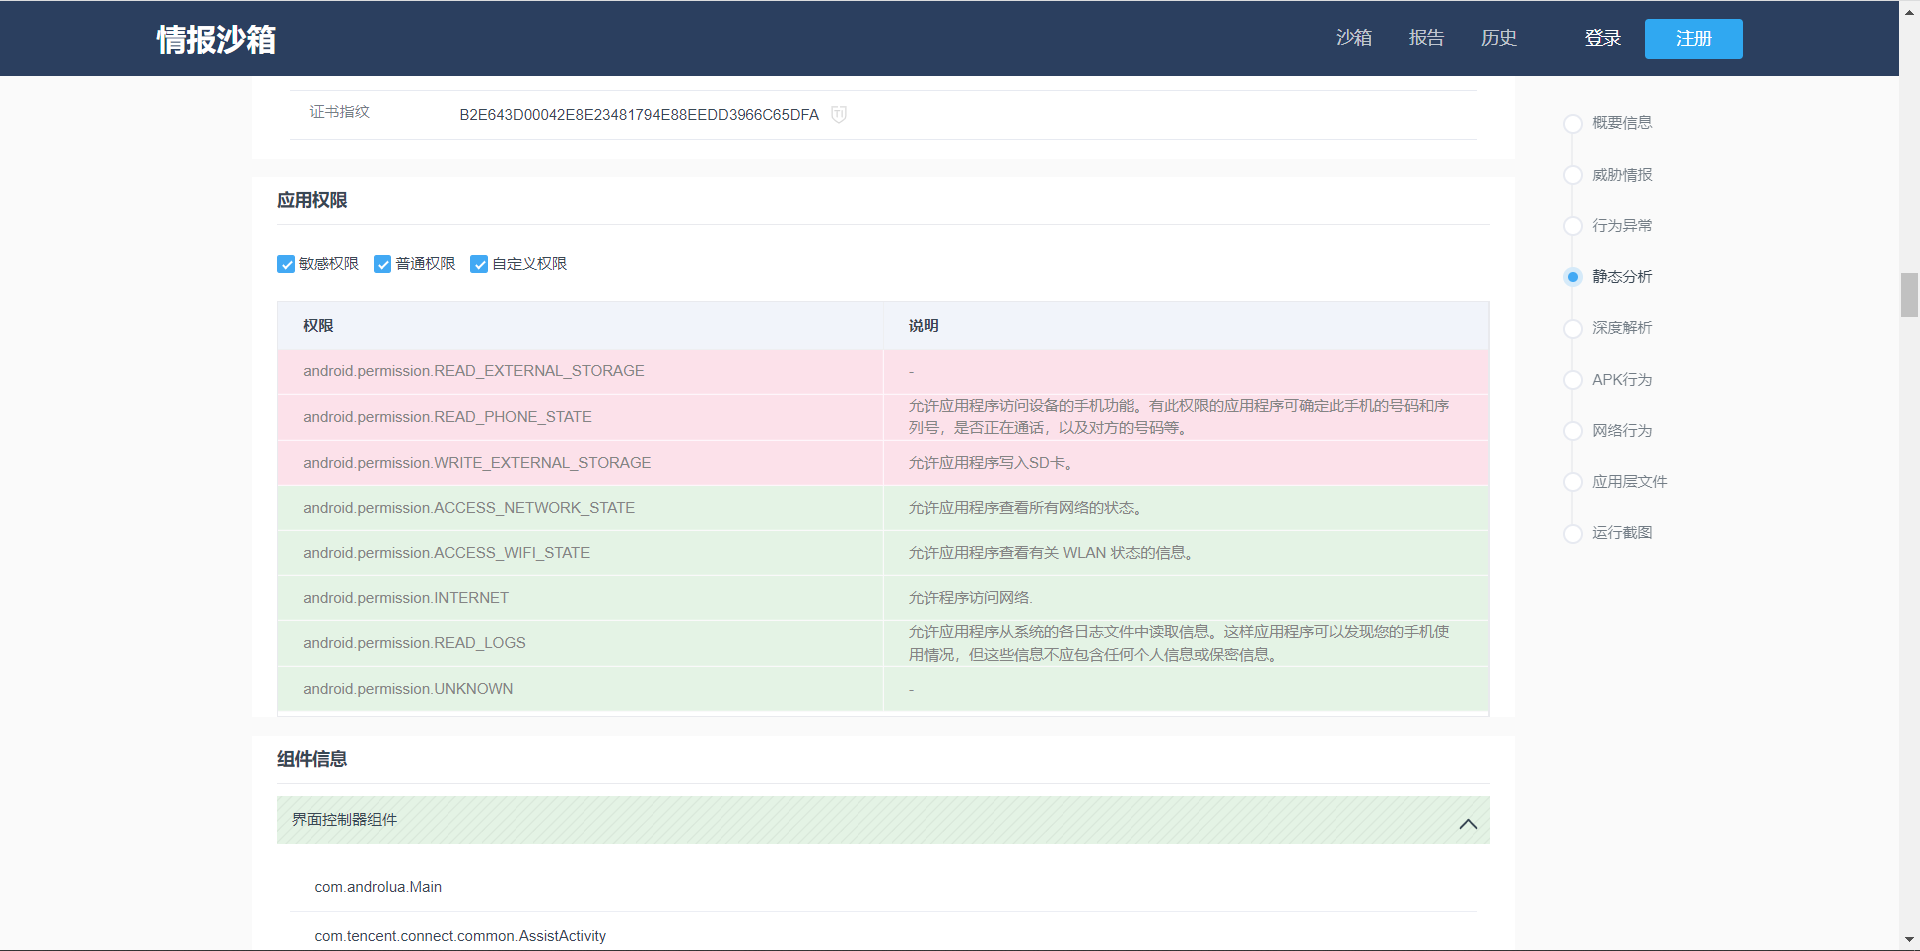 情报沙箱
沙箱
报告
历史
登录
注册
证书指纹
B2E643D00042E8E23481794E88EEDD3966C65DFA
TI
应用权限
敏感权限
普通权限
自定义权限
权限
说明
android.permission.READ_EXTERNAL_STORAGE
-
android.permission.READ_PHONE_STATE
允许应用程序访问设备的手机功能。有此权限的应用程序可确定此手机的号码和序
列号，是否正在通话，以及对方的号码等。
android.permission.WRITE_EXTERNAL_STORAGE
允许应用程序写入SD卡。
android.permission.ACCESS_NETWORK_STATE
允许应用程序查看所有网络的状态。
android.permission.ACCESS_WIFI_STATE
允许应用程序查看有关 WLAN 状态的信息。
android.permission.INTERNET
允许程序访问网络.
android.permission.READ_LOGS
允许应用程序从系统的各日志文件中读取信息。这样应用程序可以发现您的手机使
用情况，但这些信息不应包含任何个人信息或保密信息。
android.permission.UNKNOWN
-
组件信息
界面控制器组件
com.androlua.Main
com.tencent.connect.common.AssistActivity
概要信息
威胁情报
行为异常
静态分析
深度解析
APK行为
网络行为
应用层文件
运行截图